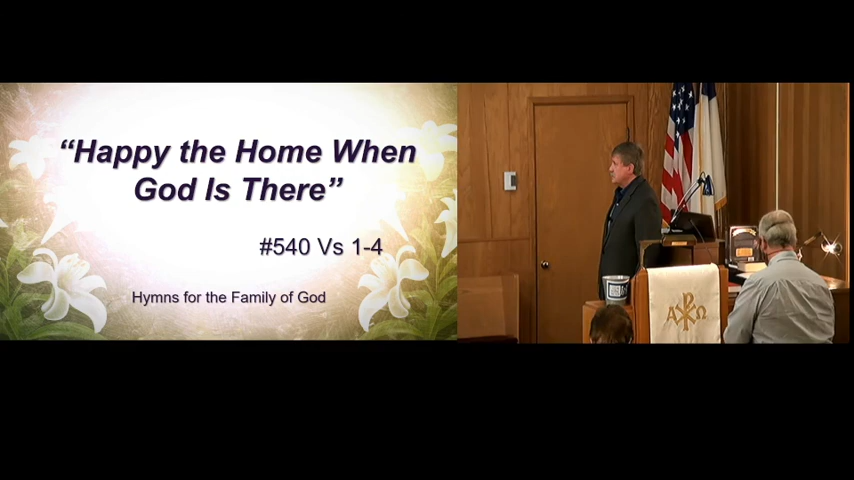 “Happy the Home When
God Is There”
#540 Vs 1-4
Hymns for the Family of God
Α Ω